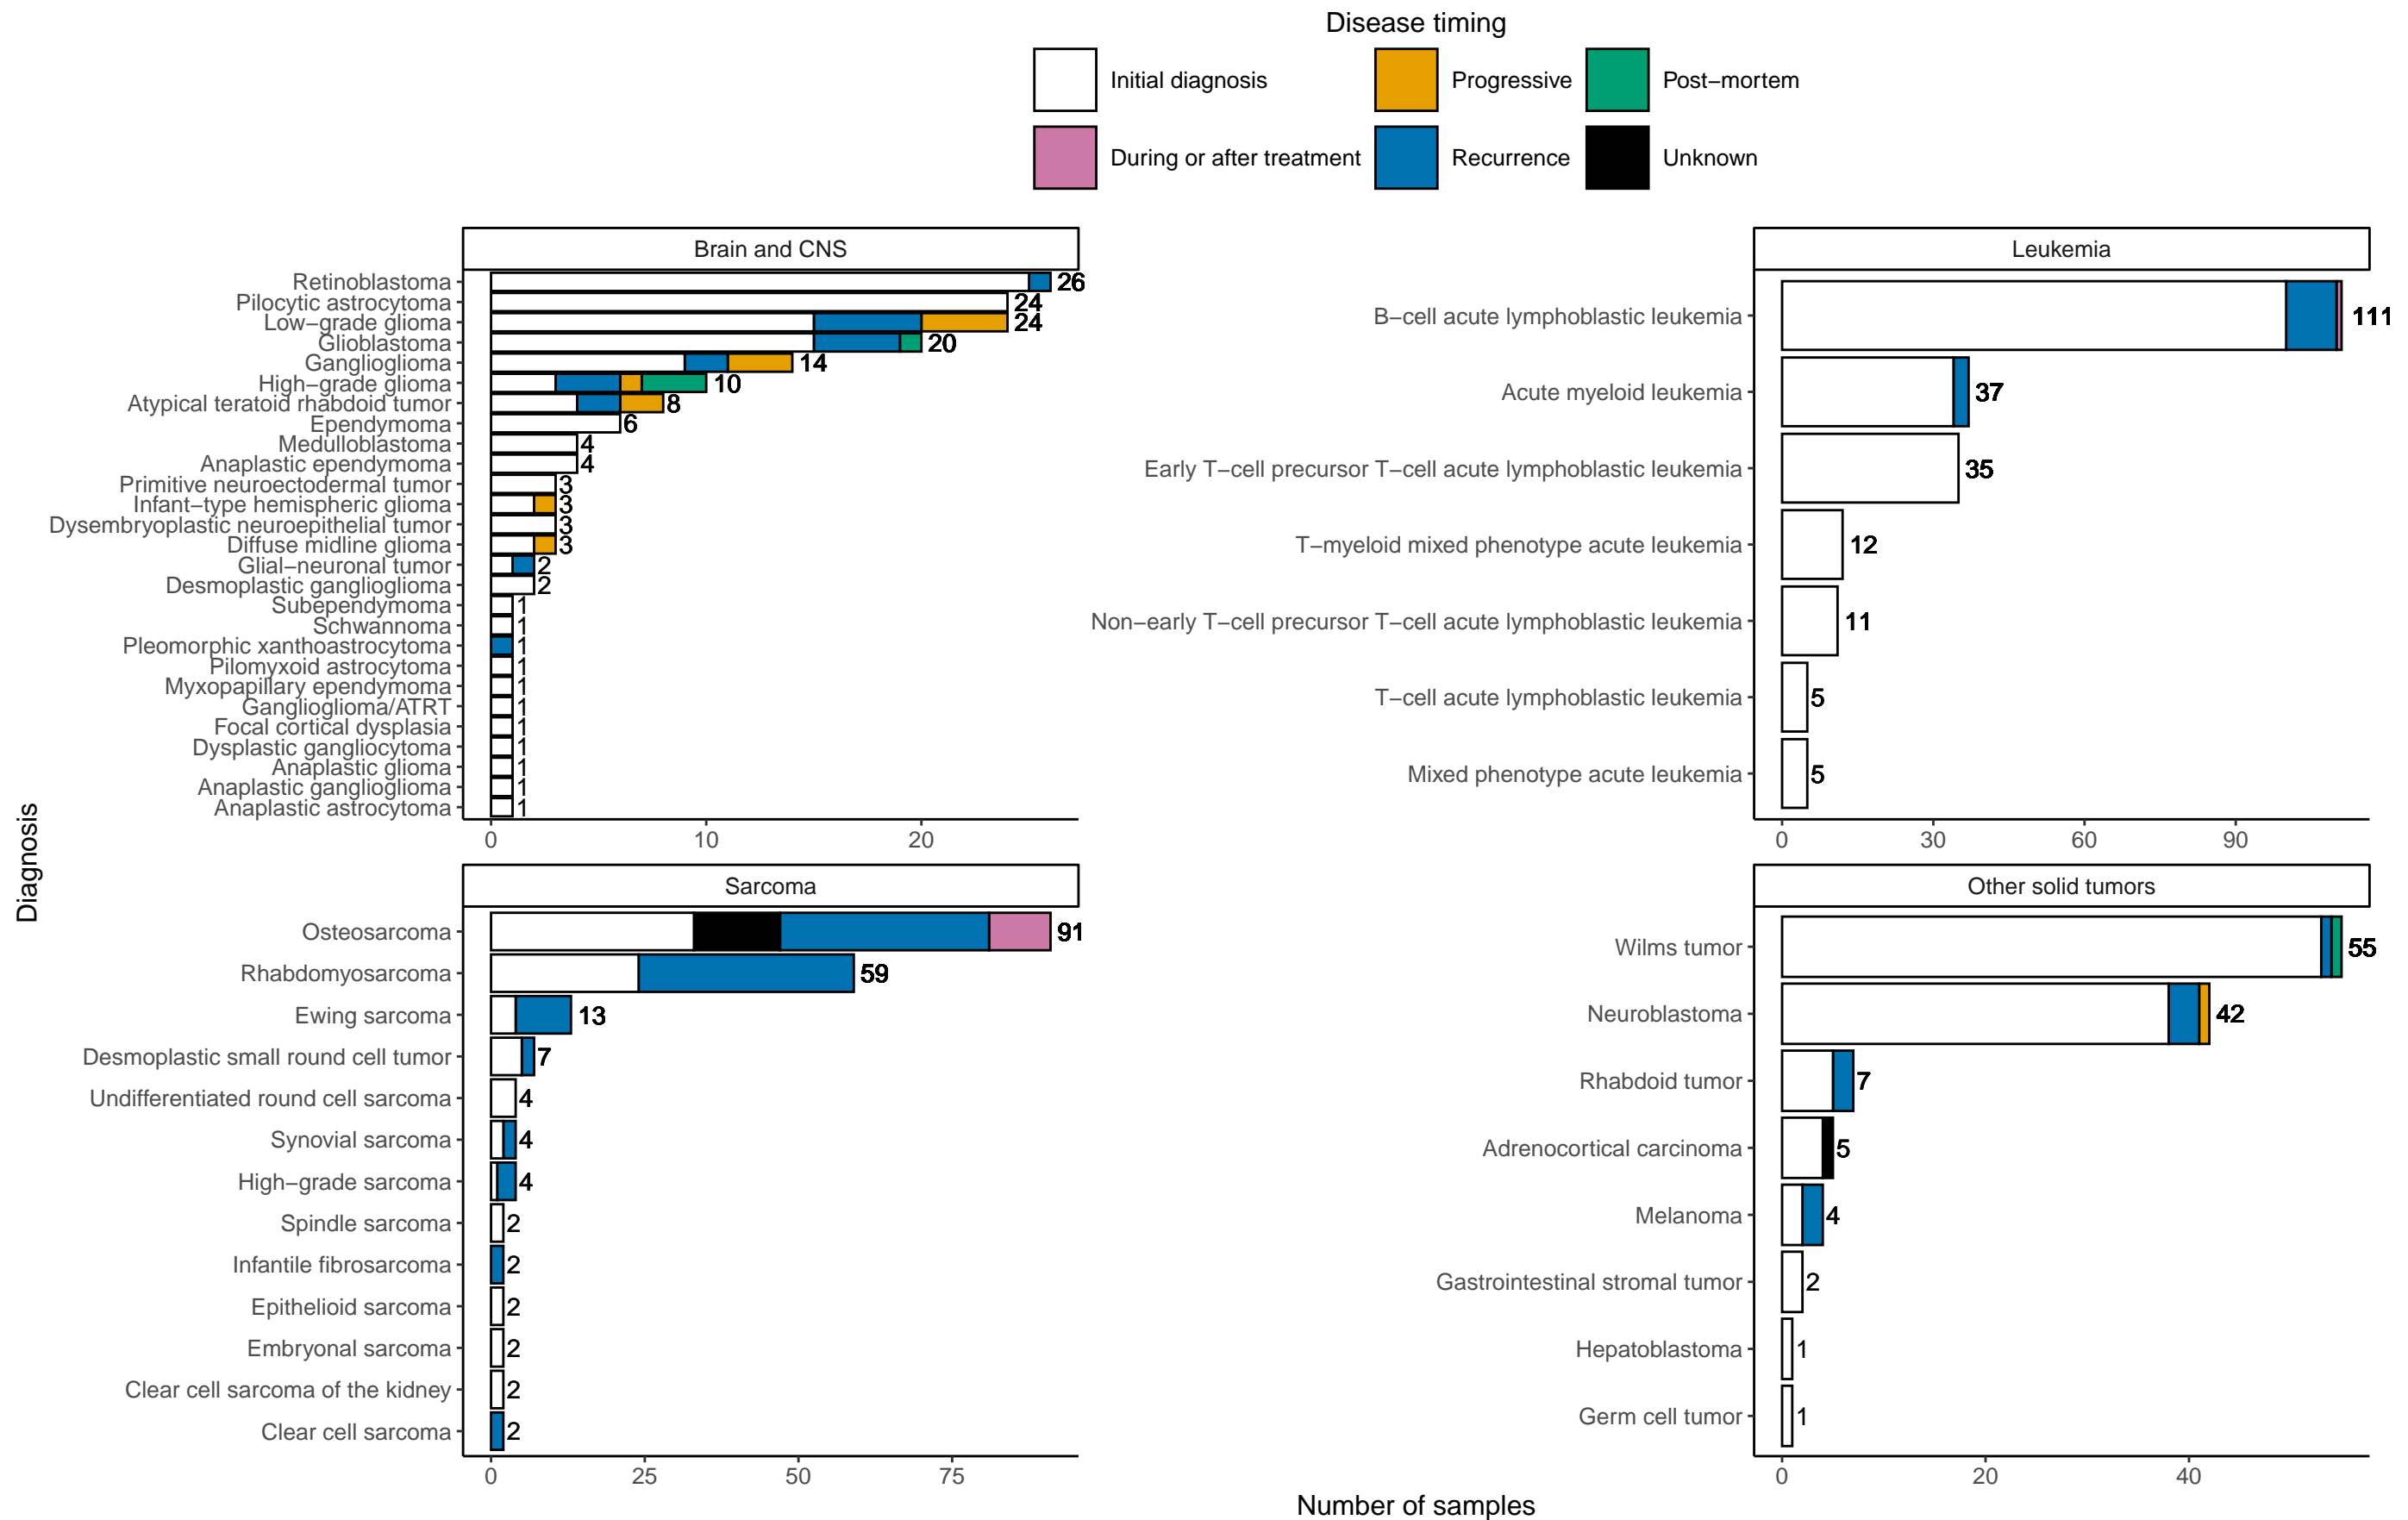 Disease timing
Initial diagnosis
Progressive
Post−mortem
During or after treatment
Recurrence
Unknown
Diagnosis
Brain and CNS
Retinoblastoma 26
Pilocytic astrocytoma 24
Low−grade glioma 24
Glioblastoma 20
Ganglioglioma 14
High−grade glioma 10
Atypical teratoid rhabdoid tumor 8
Ependymoma 6
Medulloblastoma 4
Anaplastic ependymoma 4
Primitive neuroectodermal tumor 3
Infant−type hemispheric glioma 3
Dysembryoplastic neuroepithelial tumor 3
Diffuse midline glioma 3
Glial−neuronal tumor 2
Desmoplastic ganglioglioma 2
Subependymoma 1
Schwannoma 1
Pleomorphic xanthoastrocytoma 1
Pilomyxoid astrocytoma 1
Myxopapillary ependymoma 1
Ganglioglioma/ATRT 1
Focal cortical dysplasia 1
Dysplastic gangliocytoma 1
Anaplastic glioma 1
Anaplastic ganglioglioma 1
Anaplastic astrocytoma 1
0 10 20
Leukemia
B−cell acute lymphoblastic leukemia 111
Acute myeloid leukemia 37
Early T−cell precursor T−cell acute lymphoblastic leukemia 35
T−myeloid mixed phenotype acute leukemia 12
Non−early T−cell precursor T−cell acute lymphoblastic leukemia 11
T−cell acute lymphoblastic leukemia 5
Mixed phenotype acute leukemia 5
0 30 60 90
Sarcoma
Osteosarcoma 91
Rhabdomyosarcoma 59
Ewing sarcoma 13
Desmoplastic small round cell tumor 7
Undifferentiated round cell sarcoma 4
Synovial sarcoma 4
High−grade sarcoma 4
Spindle sarcoma 2
Infantile fibrosarcoma 2
Epithelioid sarcoma 2
Embryonal sarcoma 2
Clear cell sarcoma of the kidney 2
Clear cell sarcoma 2
0 25 50 75
Other solid tumors
Wilms tumor 55
Neuroblastoma 42
Rhabdoid tumor 7
Adrenocortical carcinoma 5
Melanoma 4
Gastrointestinal stromal tumor 2
Hepatoblastoma 1
Germ cell tumor 1
0 20 40
Number of samples